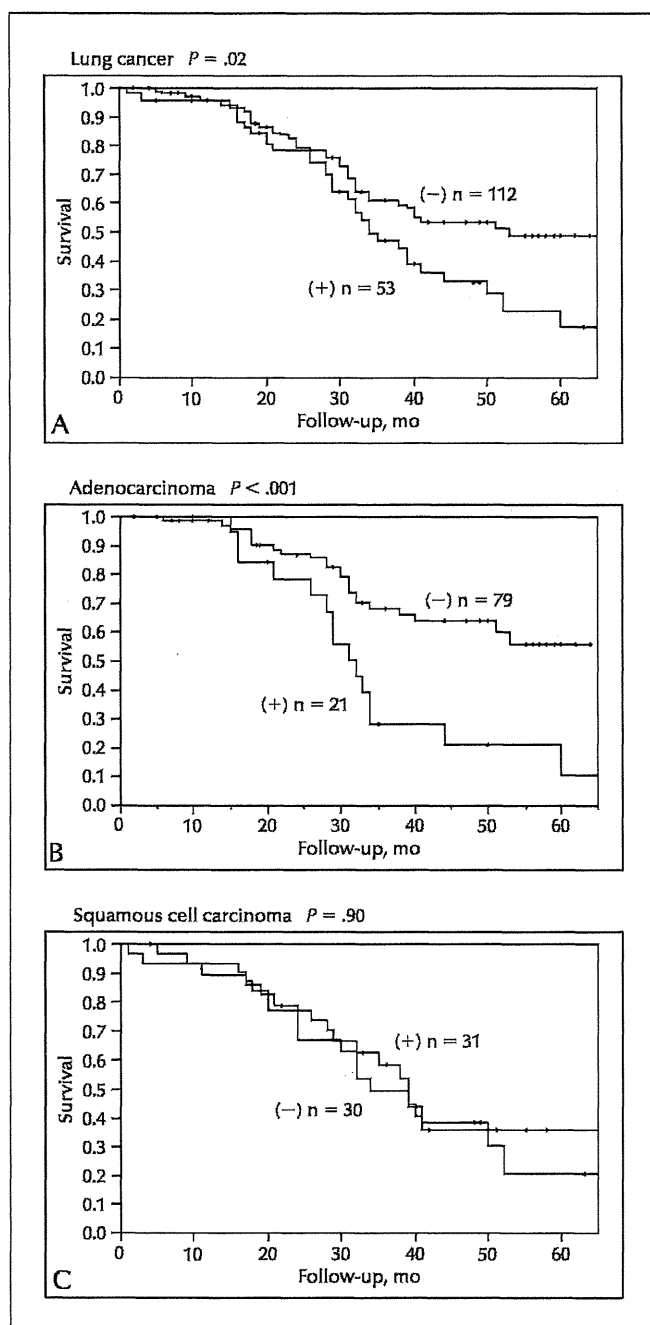 Lung cancer P = .02
1.0
0.9
0.8
0.7
0.6
0.5
0.4
0.3
0.2
0.1
0.0
Survival
(−) n = 112
(+) n = 53
0 10 20 30 40 50 60
Follow-up, mo
A
Adenocarcinoma P < .001
1.0
0.9
0.8
0.7
0.6
0.5
0.4
0.3
0.2
0.1
0.0
Survival
(−) n = 79
(+) n = 21
0 10 20 30 40 50 60
Follow-up, mo
B
Squamous cell carcinoma P = .90
1.0
0.9
0.8
0.7
0.6
0.5
0.4
0.3
0.2
0.1
0.0
Survival
(+) n = 31
(−) n = 30
0 10 20 30 40 50 60
Follow-up, mo
C